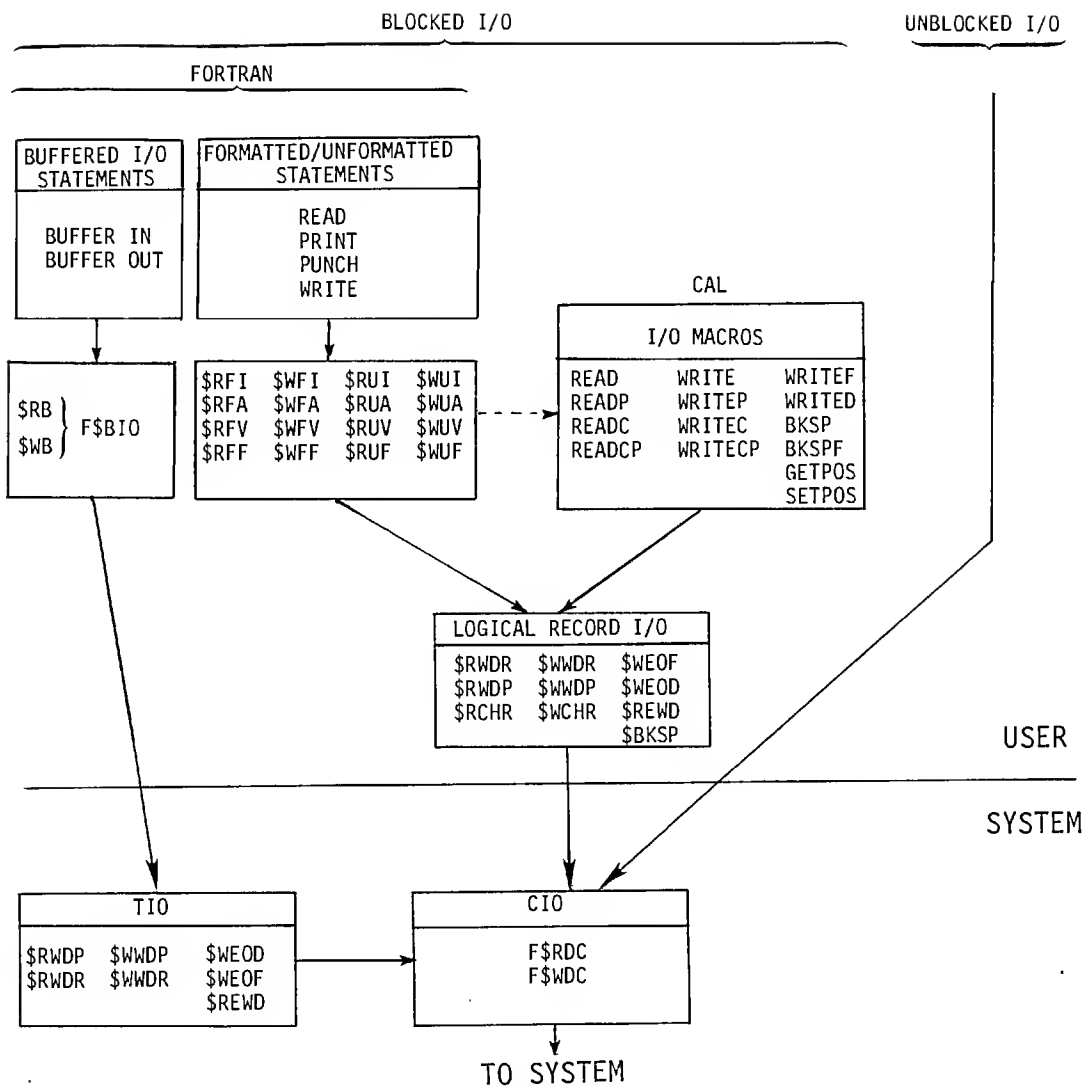 BLOCKED I/O
UNBLOCKED I/O
FORTRAN
BUFFERED I/O
STATEMENTS
BUFFER IN
BUFFER OUT
FORMATTED/UNFORMATTED
STATEMENTS
READ
PRINT
PUNCH
WRITE
$RB
$WB
F$BIO
$RFI $WFI $RUI $WUI
$RFA $WFA $RUA $WUA
$RFV $WFV $RUV $WUV
$RFF $WFF $RUF $WUF
CAL
I/O MACROS
READ WRITE WRITEF
READP WRITEP WRITED
READC WRITEC BKSP
READCP WRITECP BKSPF
GETPOS
SETPOS
LOGICAL RECORD I/O
$RWDR $WWDR $WEOF
$RWDP $WWDP $WEOD
$RCHR $WCHR $REWD
$BKSP
USER
SYSTEM
TIO
$RWDP $WWDP $WEOD
$RWDR $WWDR $WEOF
$REWD
CIO
F$RDC
F$WDC
TO SYSTEM